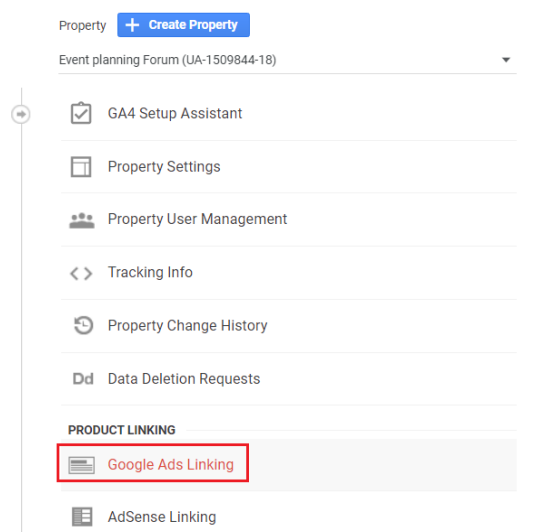 Property + Create Property
Event planning Forum (UA-1509844-18)
GA4 Setup Assistant
Property Settings
Property User Management
Tracking Info
Property Change History
Dd Data Deletion Requests
PRODUCT LINKING
Google Ads Linking
AdSense Linking